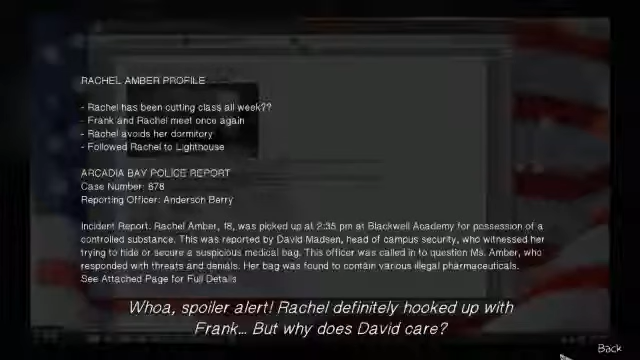 RACHEL AMBER PROFILE
- Rachel has been cutting class all week??
- Frank and Rachel meet once again
- Rachel avoids her dormitory
- Followed Rachel to Lighthouse
ARCADIA BAY POLICE REPORT
Case Number: 878
Reporting Officer: Anderson Berry
Incident Report. Rachel Amber, 18, was picked up at 2:35 pm at Blackwell Academy for possession of a
controlled substance. This was reported by David Madsen, head of campus security, who witnessed her
trying to hide or secure a suspicious medical bag. This officer was called in to question Ms. Amber, who
responded with threats and denials. Her bag was found to contain various illegal pharmaceuticals.
See Attached Page for Full Details
Whoa, spoiler alert! Rachel definitely hooked up with
Frank... But why does David care?
Back